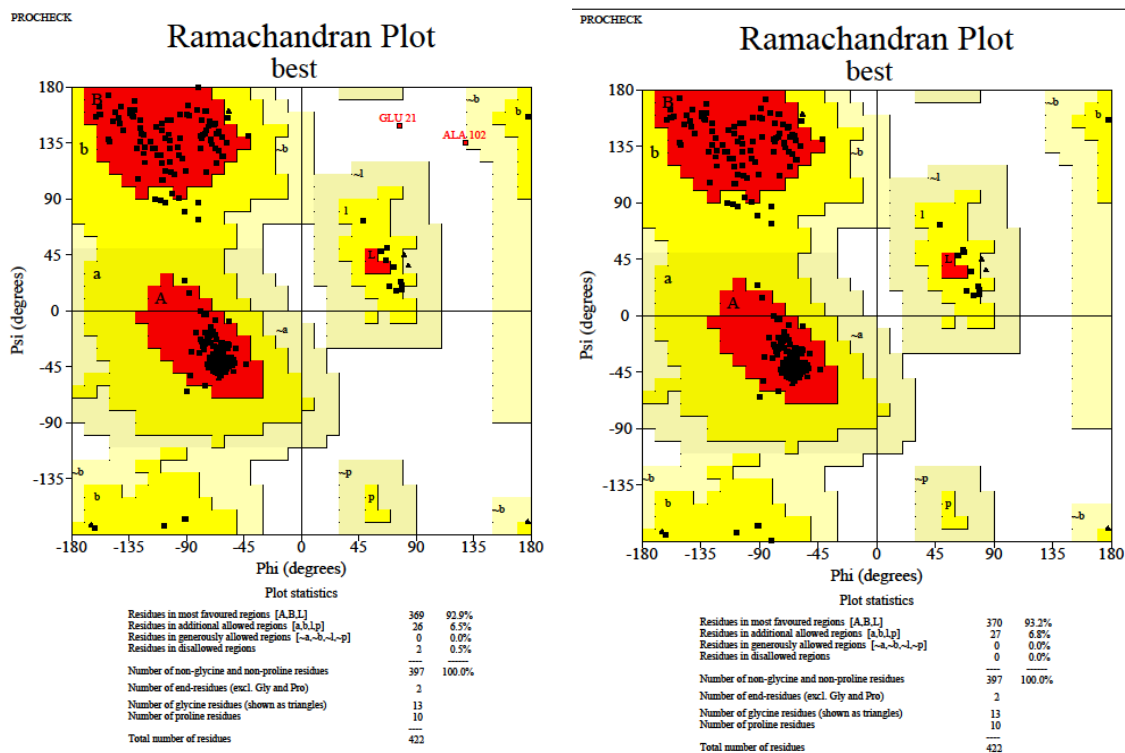 PROCHECK
Ramachandran Plot
best
B
~b
b
GLU 21
ALA 102
~b
b
~l
l
L
a
A
~a
~b
b
~p
p
~b
180
135
90
45
0
-45
-90
-135
-180
-135
-90
-45
0
45
90
135
180
Psi (degrees)
Phi (degrees)
Plot statistics
Residues in most favoured regions [A,B,L] 369 92.9%
Residues in additional allowed regions [a,b,l,p] 26 6.5%
Residues in generously allowed regions [~a,~b,~l,~p] 0 0.0%
Residues in disallowed regions 2 0.5%
---- ------
Number of non-glycine and non-proline residues 397 100.0%
Number of end-residues (excl. Gly and Pro) 2
Number of glycine residues (shown as triangles) 13
Number of proline residues 10
----
Total number of residues 422
PROCHECK
Ramachandran Plot
best
B
~b
b
~b
b
~l
l
L
a
A
~a
~b
b
~p
p
~b
180
135
90
45
0
-45
-90
-135
-180
-135
-90
-45
0
45
90
135
180
Psi (degrees)
Phi (degrees)
Plot statistics
Residues in most favoured regions [A,B,L] 370 93.2%
Residues in additional allowed regions [a,b,l,p] 27 6.8%
Residues in generously allowed regions [~a,~b,~l,~p] 0 0.0%
Residues in disallowed regions 0 0.0%
---- ------
Number of non-glycine and non-proline residues 397 100.0%
Number of end-residues (excl. Gly and Pro) 2
Number of glycine residues (shown as triangles) 13
Number of proline residues 10
----
Total number of residues 422